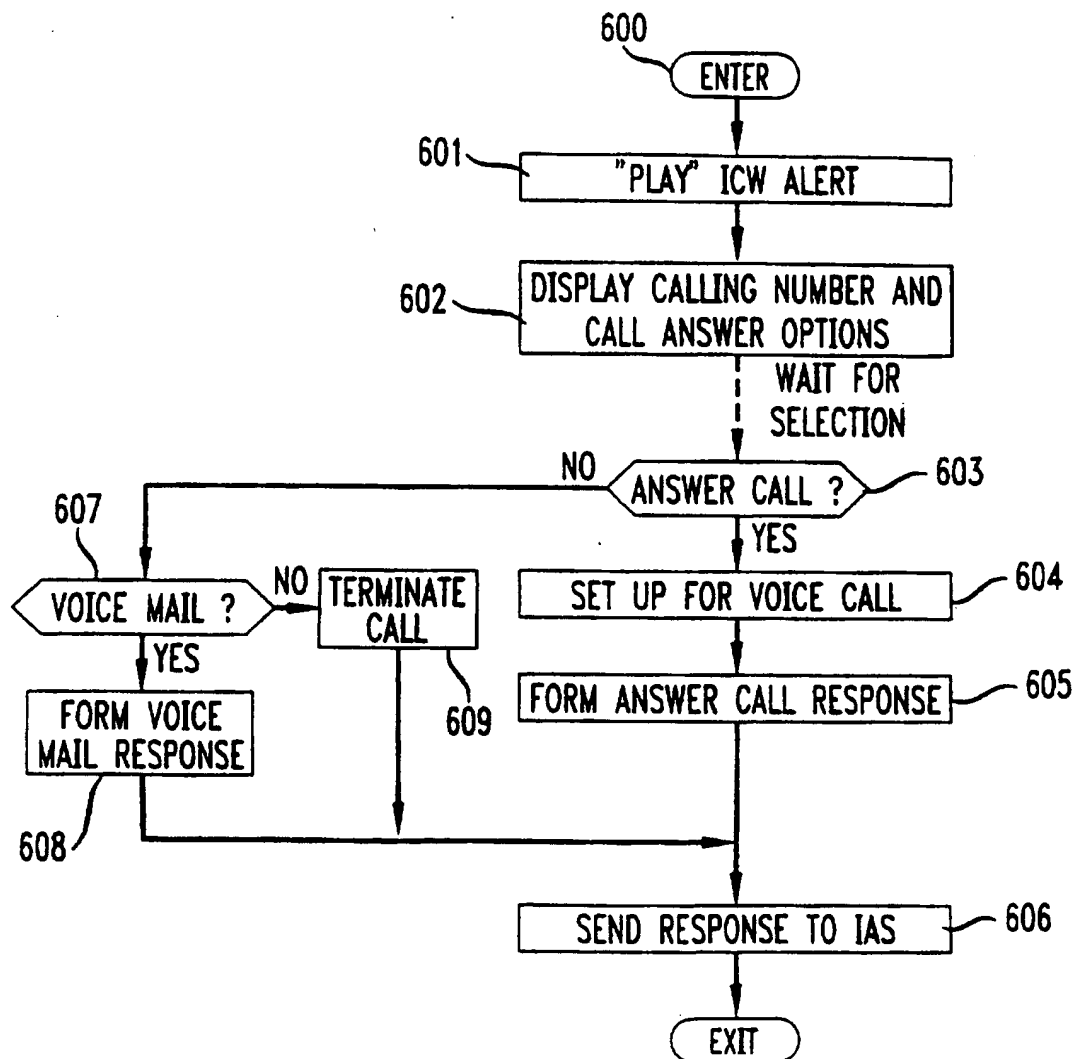 600
ENTER
601
"PLAY" ICW ALERT
602
DISPLAY CALLING NUMBER AND
CALL ANSWER OPTIONS
WAIT FOR
SELECTION
NO
ANSWER CALL ?
603
YES
607
VOICE MAIL ?
NO
TERMINATE
CALL
609
SET UP FOR VOICE CALL
604
YES
FORM VOICE
MAIL RESPONSE
608
FORM ANSWER CALL RESPONSE
605
SEND RESPONSE TO IAS
606
EXIT